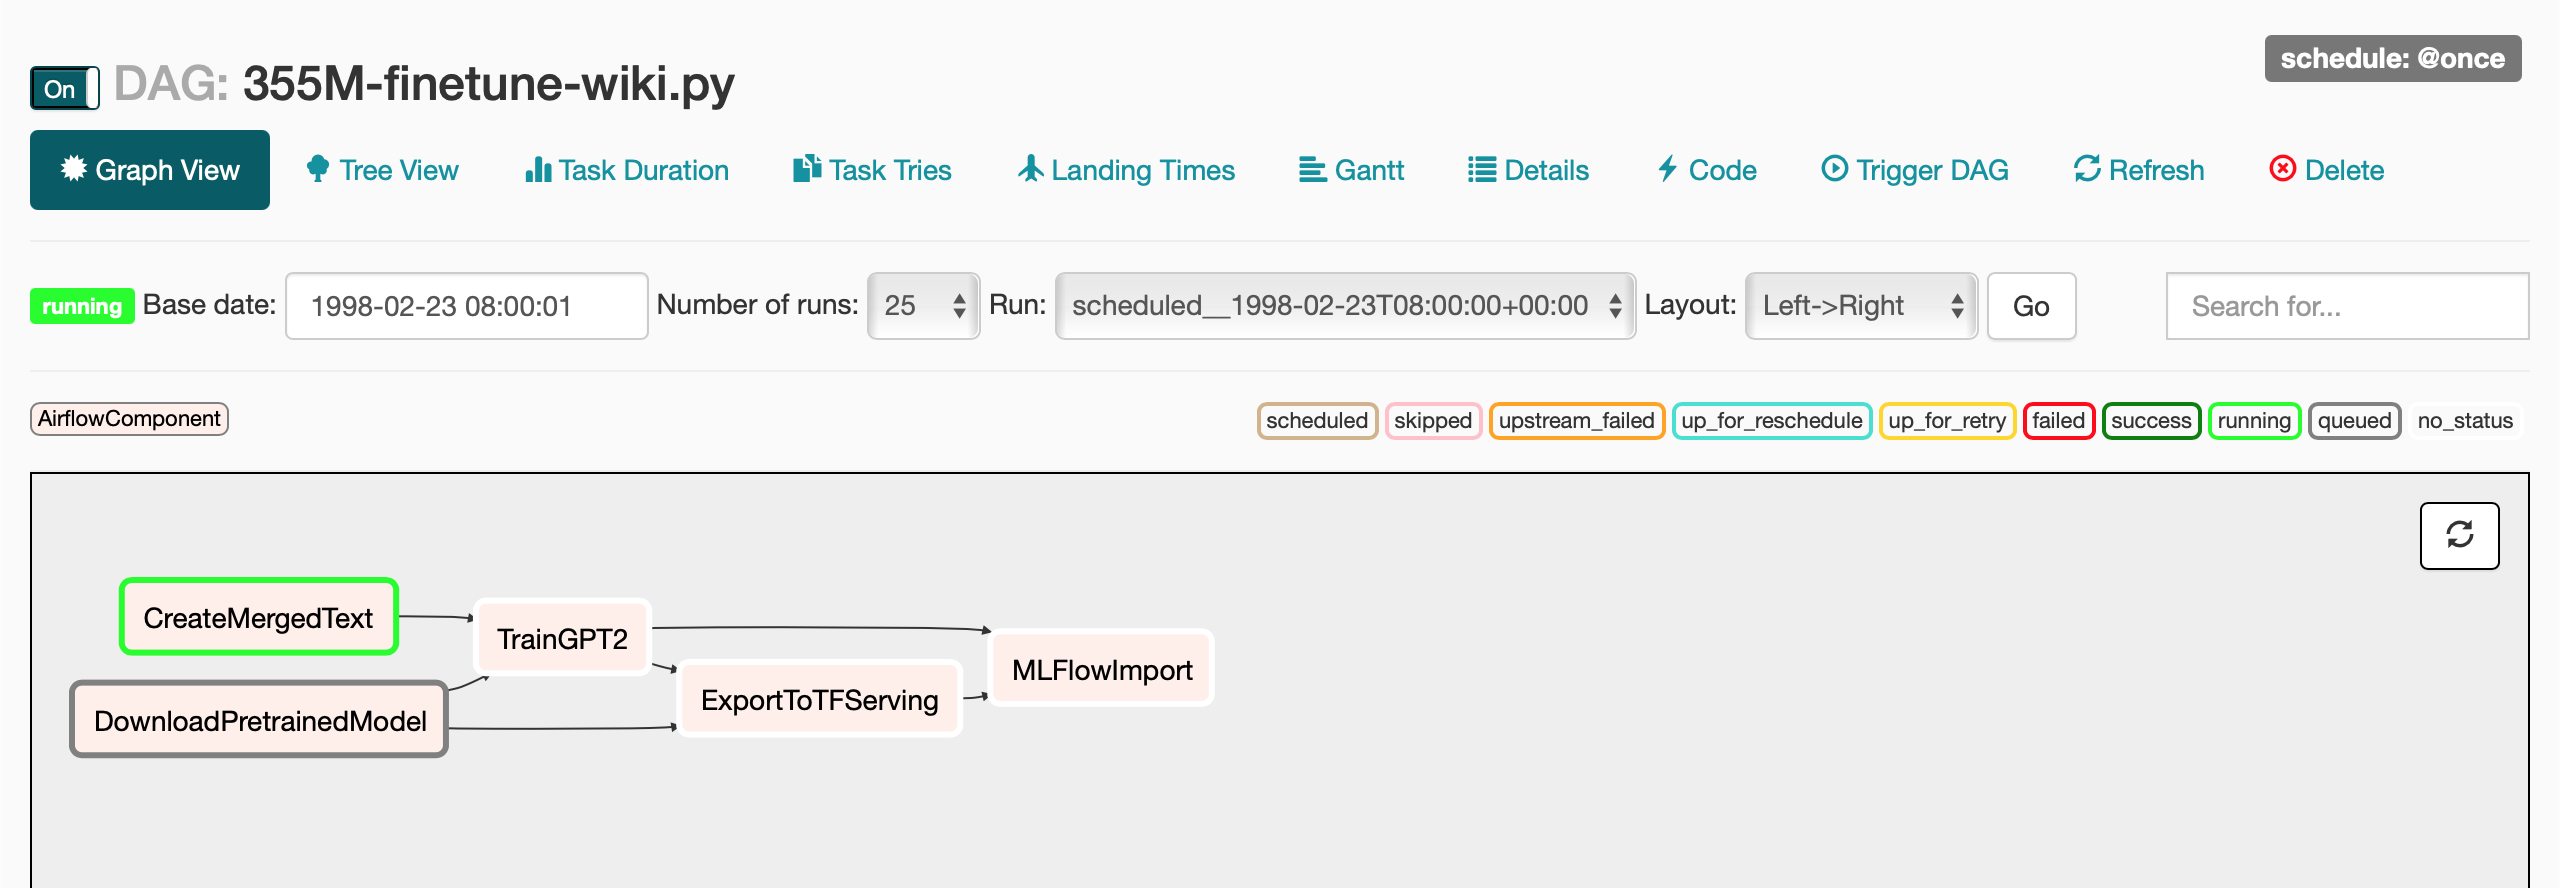 schedule: @once
On DAG: 355M-finetune-wiki.py
Graph View Tree View Task Duration Task Tries Landing Times Gantt Details Code Trigger DAG Refresh Delete
running Base date: 1998-02-23 08:00:01 Number of runs: 25 Run: scheduled__1998-02-23T08:00:00+00:00 Layout: Left->Right Go Search for...
AirflowComponent scheduled skipped upstream_failed up_for_reschedule up_for_retry failed success running queued no_status
CreateMergedText
TrainGPT2
MLFlowImport
ExportToTFServing
DownloadPretrainedModel